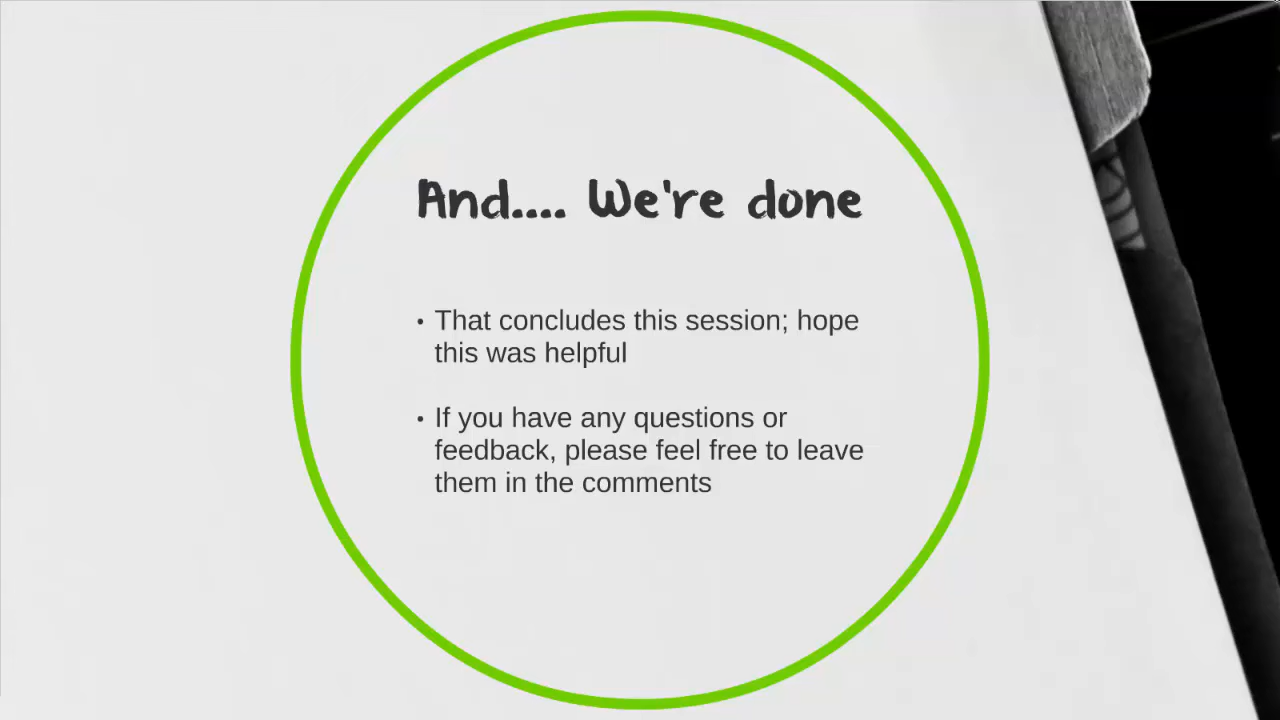 And.... We're done
• That concludes this session; hope
this was helpful
• If you have any questions or
feedback, please feel free to leave
them in the comments